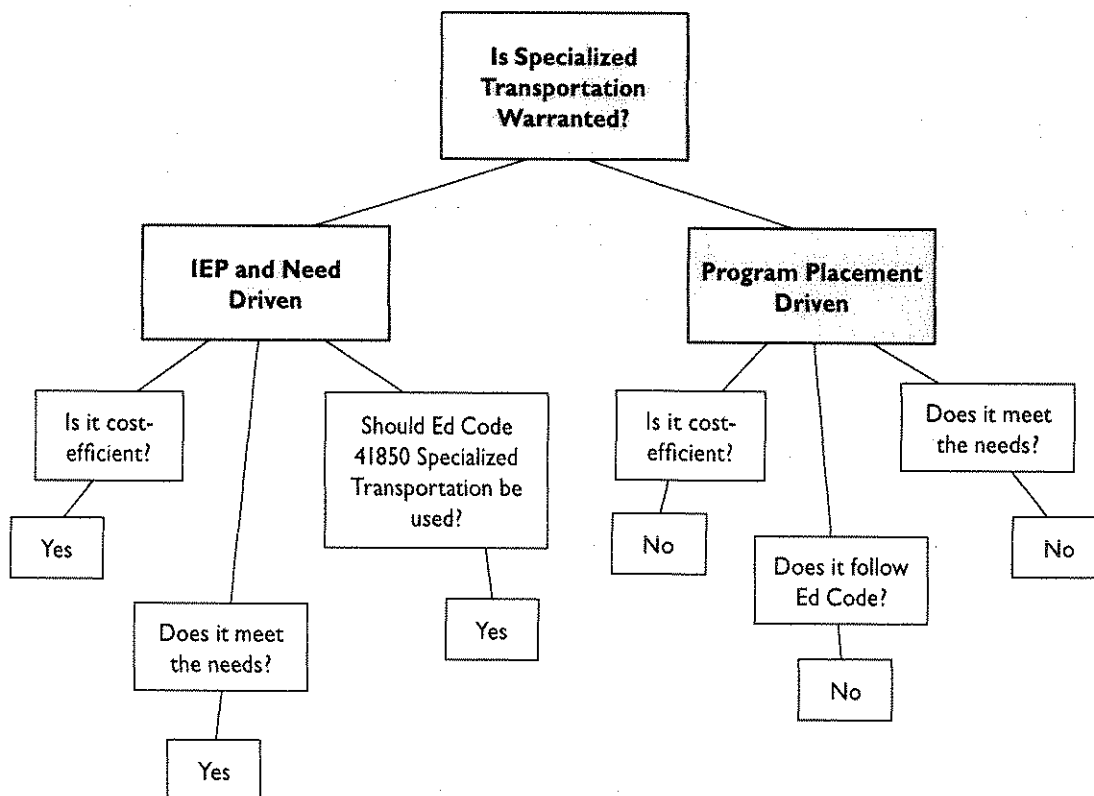 Is Specialized
Transportation
Warranted?
IEP and Need
Driven
Program Placement
Driven
Is it cost-
efficient?
Yes
Does it meet
the needs?
Yes
Should Ed Code
41850 Specialized
Transportation be
used?
Yes
Is it cost-
efficient?
No
Does it follow
Ed Code?
No
Does it meet
the needs?
No